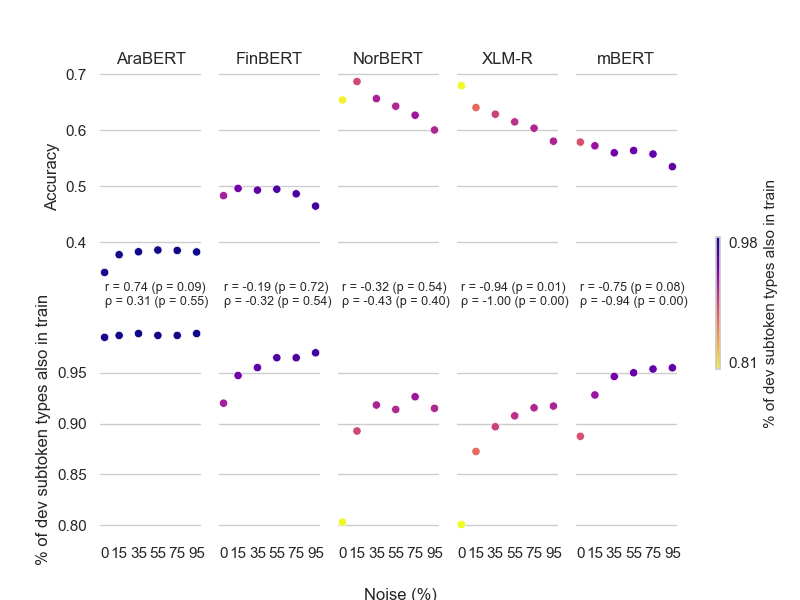 AraBERT FinBERT NorBERT XLM-R mBERT
0.7
0.6
0.5
0.4
Accuracy
r = 0.74 (p = 0.09) r = -0.19 (p = 0.72) r = -0.32 (p = 0.54) r = -0.94 (p = 0.01) r = -0.75 (p = 0.08)
ρ = 0.31 (p = 0.55) ρ = -0.32 (p = 0.54) ρ = -0.43 (p = 0.40) ρ = -1.00 (p = 0.00) ρ = -0.94 (p = 0.00)
0.95
0.90
0.85
0.80
% of dev subtoken types also in train
0 15 35 55 75 95 0 15 35 55 75 95 0 15 35 55 75 95 0 15 35 55 75 95 0 15 35 55 75 95
Noise (%)
0.98
0.81
% of dev subtoken types also in train